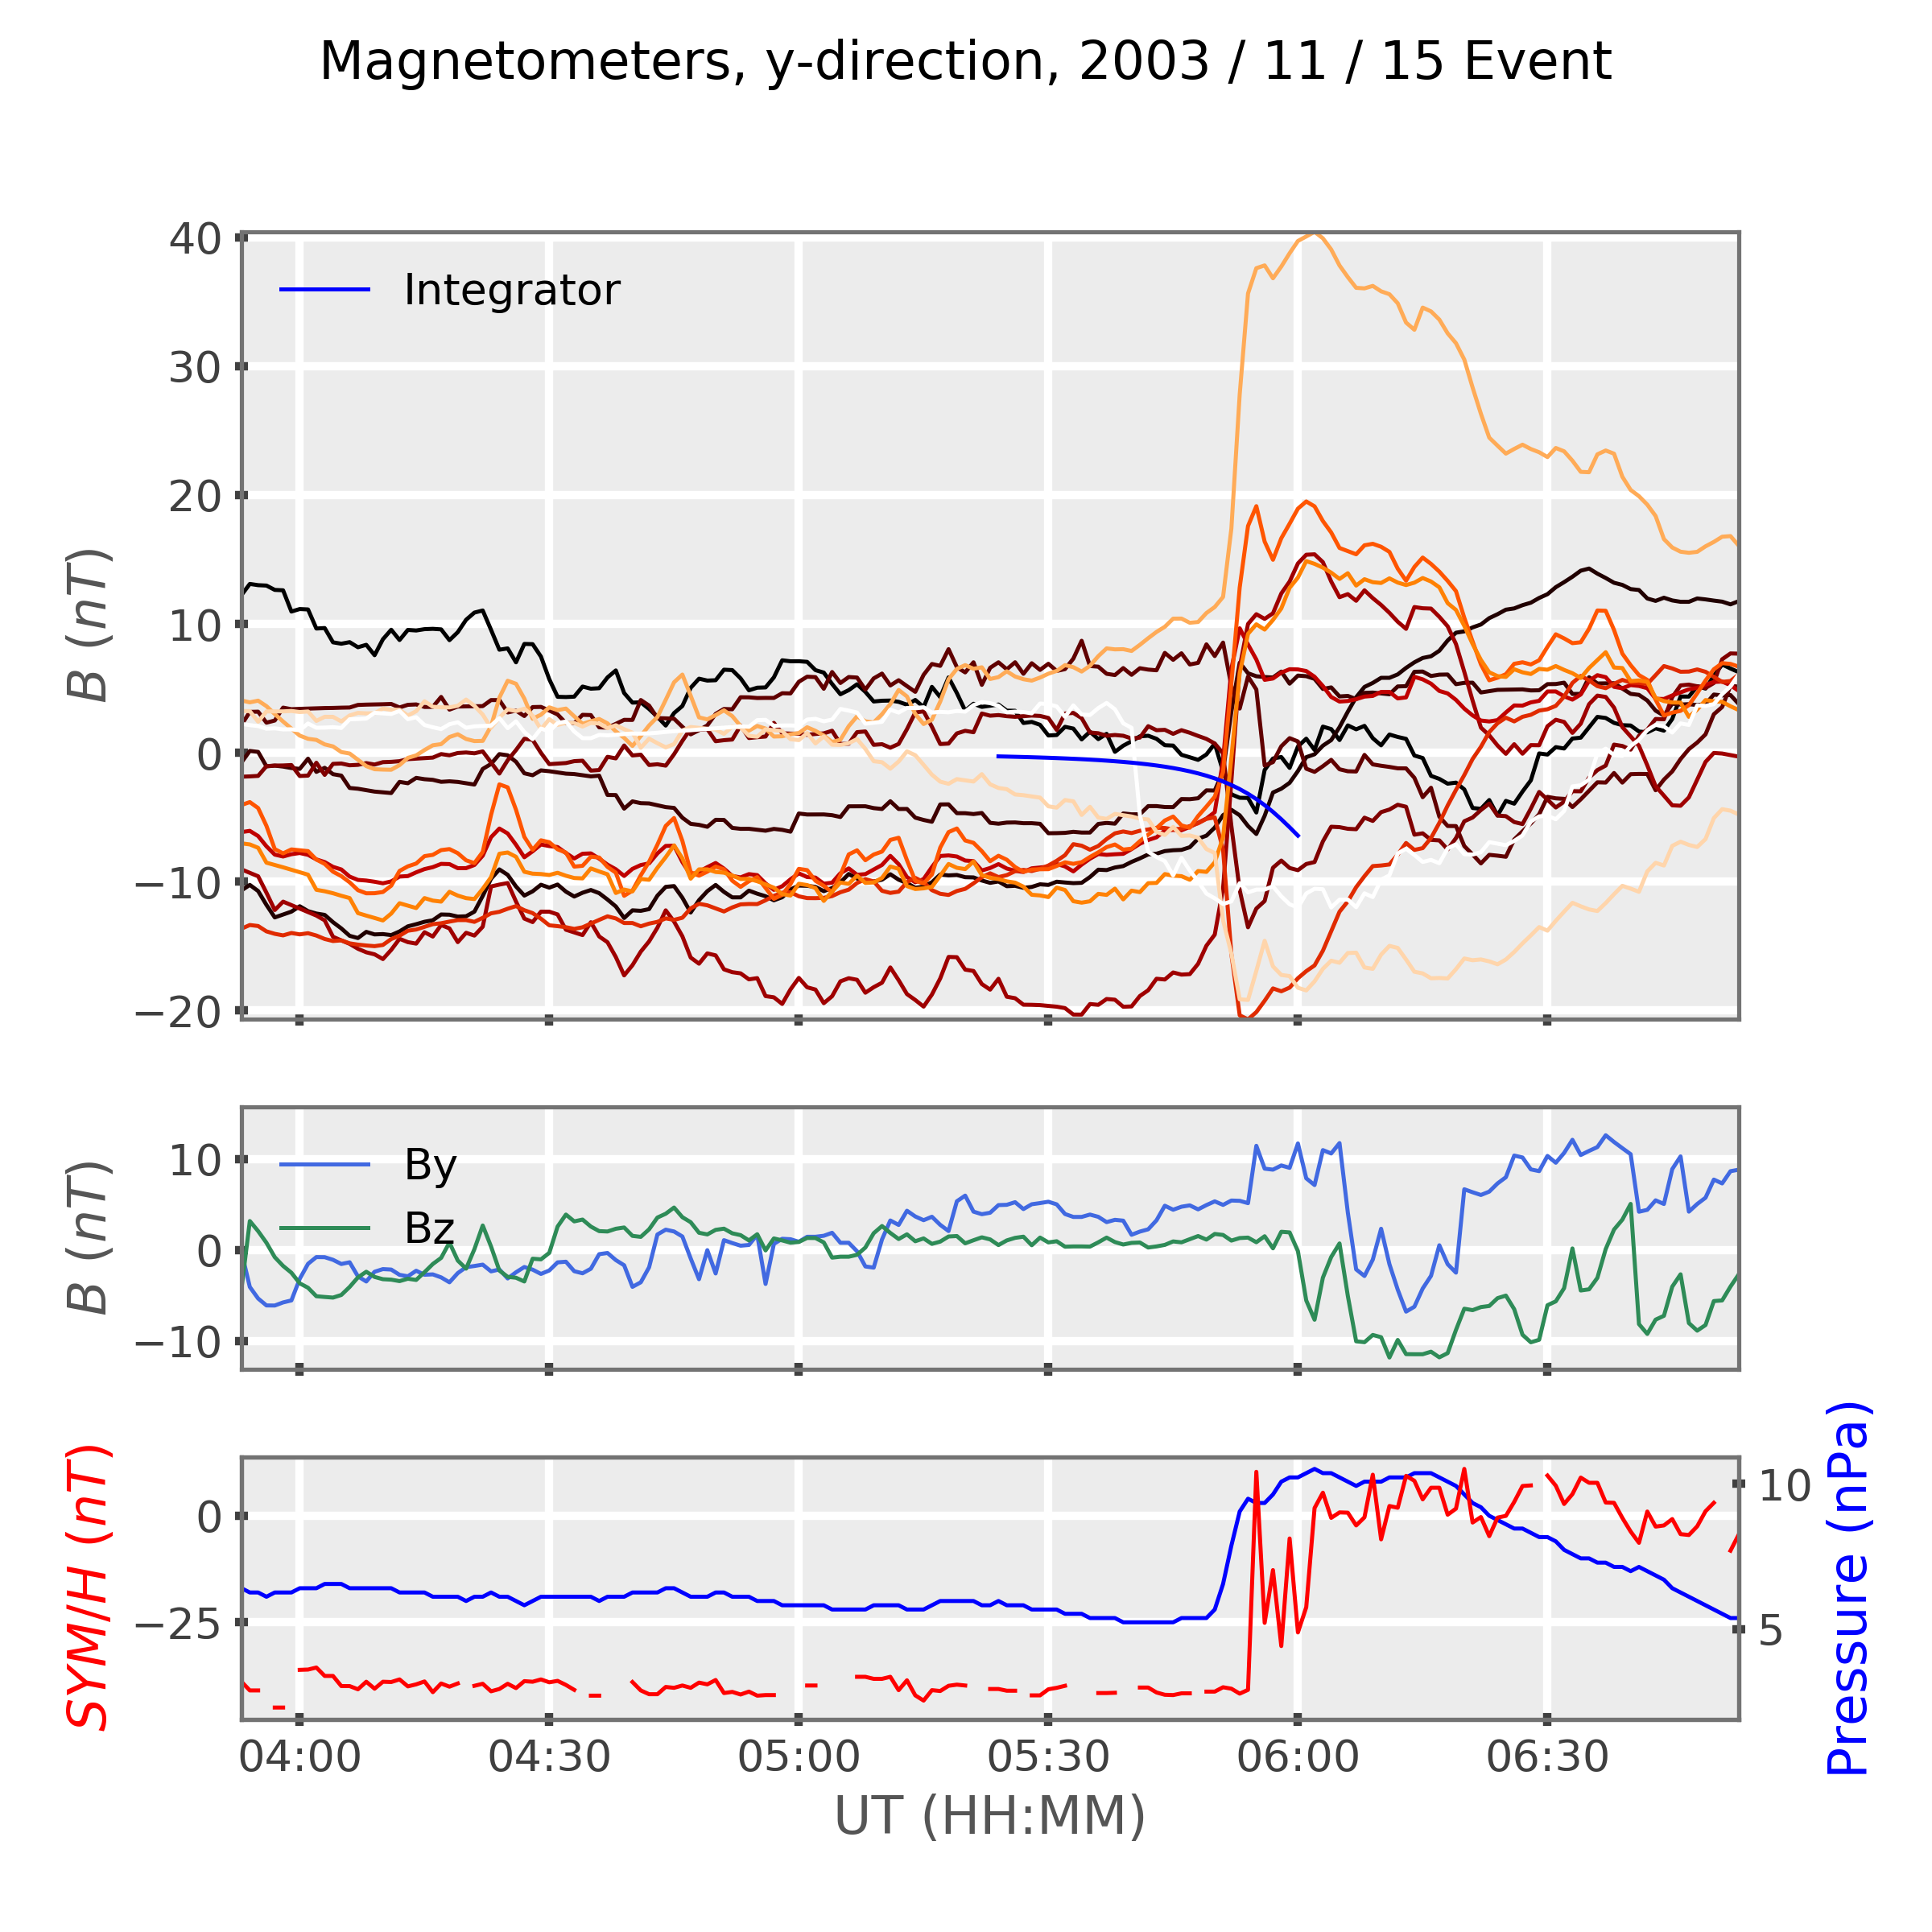 Magnetometers, y-direction, 2003 / 11 / 15 Event
40
30
20
10
0
−10
−20
B (nT)
Integrator
10
0
−10
B (nT)
By
Bz
0
−25
SYM/H (nT)
10
5
Pressure (nPa)
04:00 04:30 05:00 05:30 06:00 06:30
UT (HH:MM)